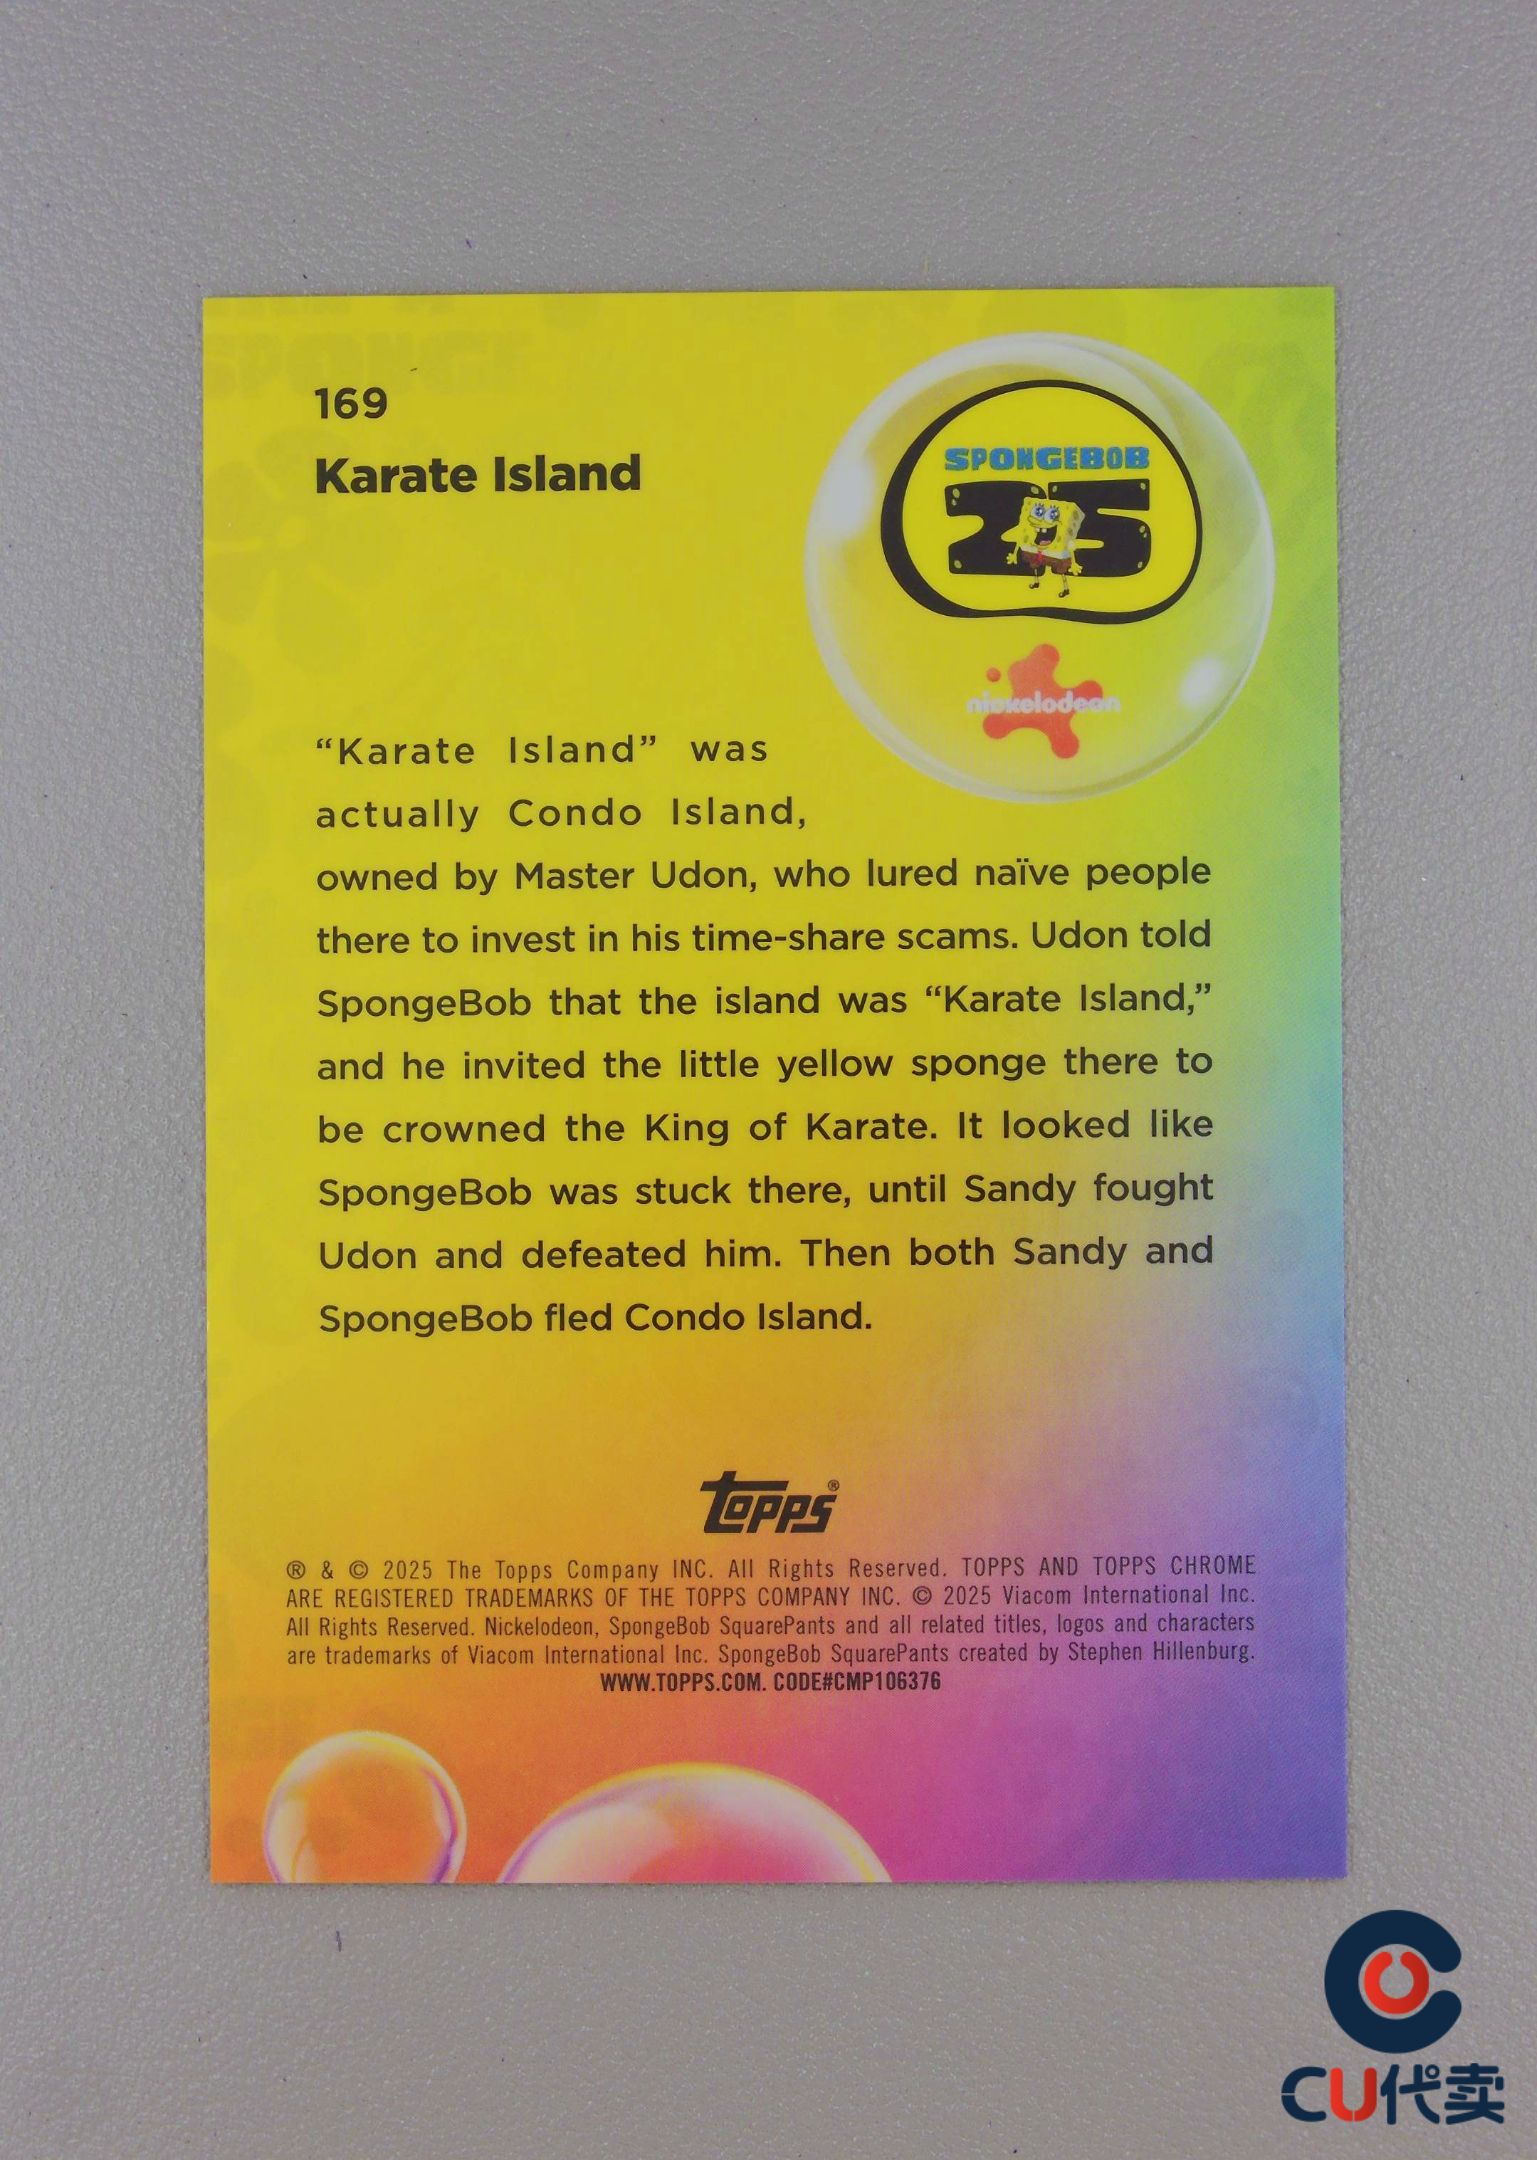 169
Karate Island
SPONGEBOB
25
nickelodeon
“Karate Island” was
actually Condo Island,
owned by Master Udon, who lured naïve people
there to invest in his time-share scams. Udon told
SpongeBob that the island was “Karate Island,”
and he invited the little yellow sponge there to
be crowned the King of Karate. It looked like
SpongeBob was stuck there, until Sandy fought
Udon and defeated him. Then both Sandy and
SpongeBob fled Condo Island.
Topps®
® & © 2025 The Topps Company INC. All Rights Reserved. TOPPS AND TOPPS CHROME
ARE REGISTERED TRADEMARKS OF THE TOPPS COMPANY INC. © 2025 Viacom International Inc.
All Rights Reserved. Nickelodeon, SpongeBob SquarePants and all related titles, logos and characters
are trademarks of Viacom International Inc. SpongeBob SquarePants created by Stephen Hillenburg.
WWW.TOPPS.COM. CODE#CMP106376
CU代卖